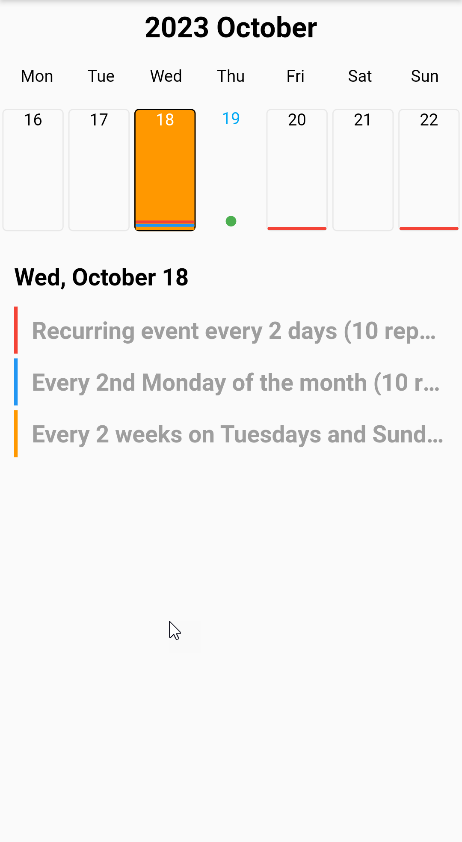 2023 October
Mon Tue Wed Thu Fri Sat Sun
16 17 18 19 20 21 22
Wed, October 18
Recurring event every 2 days (10 rep...
Every 2nd Monday of the month (10 r...
Every 2 weeks on Tuesdays and Sund...